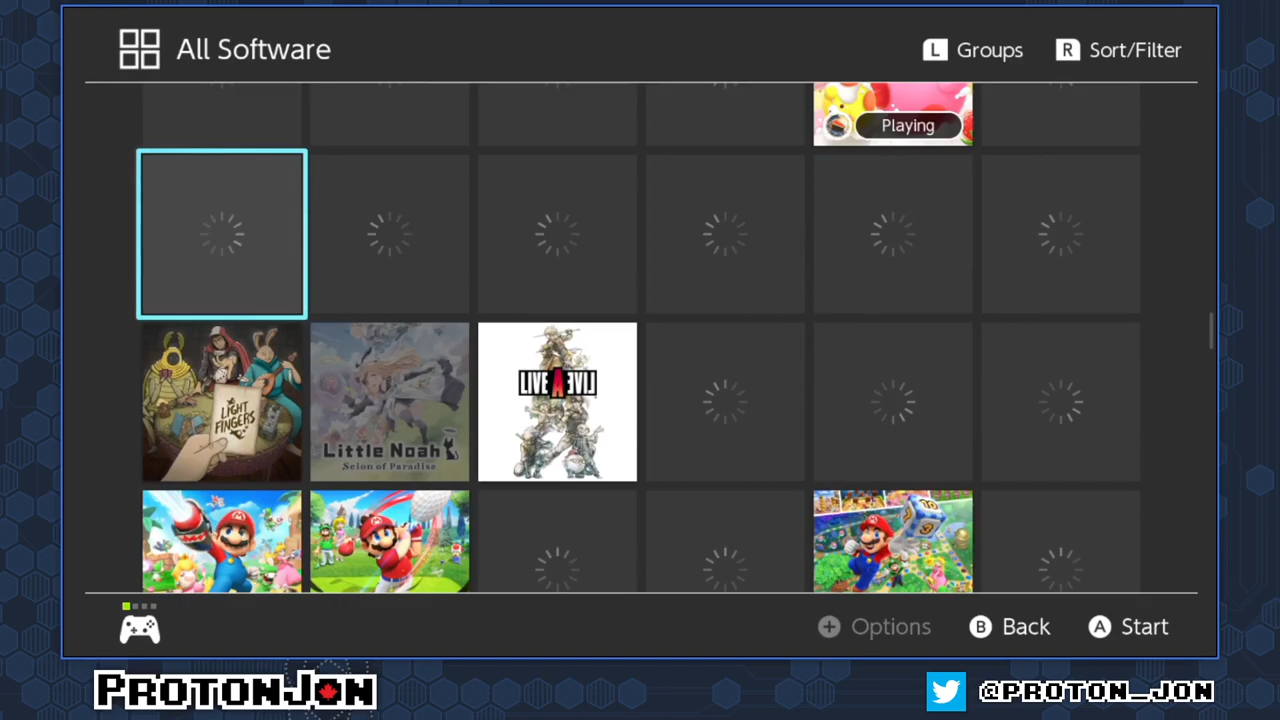 All Software
L Groups
R Sort/Filter
Playing
LIGHT
FINGERS
Little Noah
Scion of Paradise
LIVE A LIVE
10
+ Options
B Back
A Start
PROTONJON
@PROTON_JON